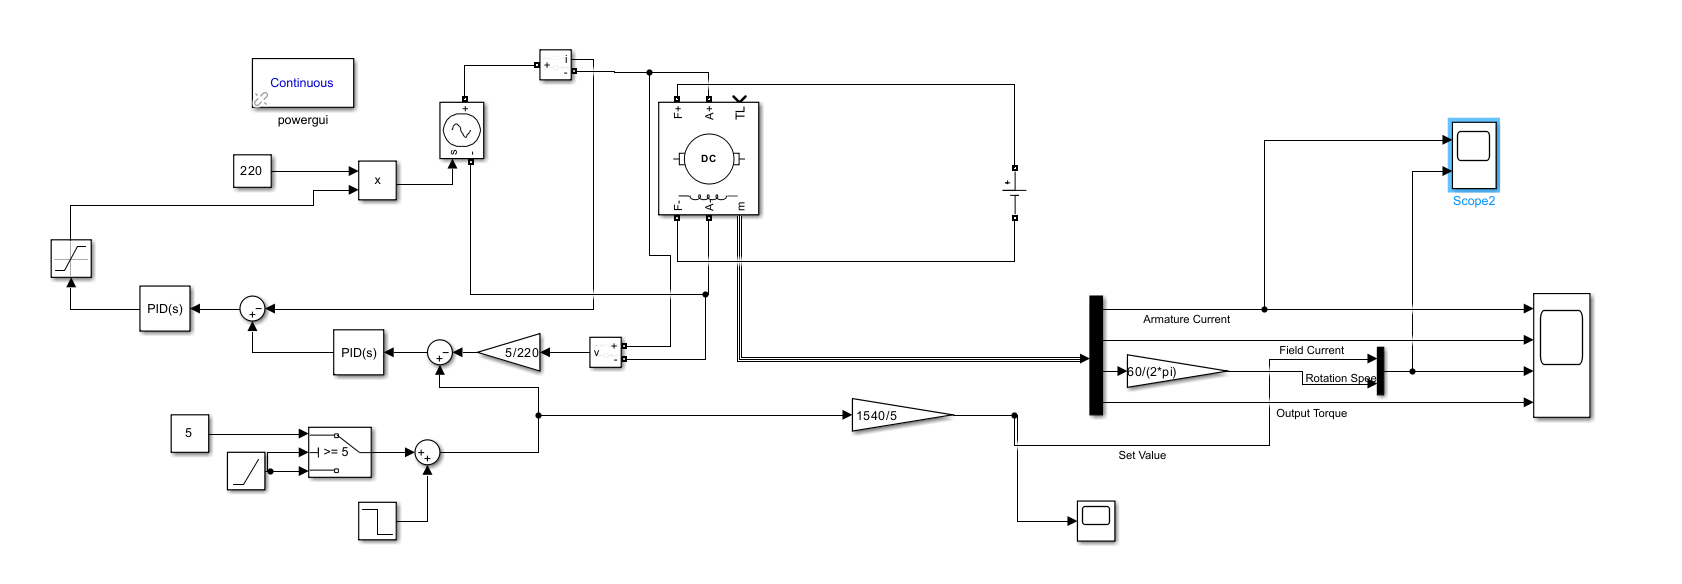 Continuous
powergui
i
+
-
+
s
-
F+
A+
TL
DC
F-
A-
m
+
220
x
Scope2
PID(s)
−
+
Armature Current
PID(s)
−
+
5/220
v
+
-
Field Current
60/(2*pi)
Rotation Spee
Output Torque
1540/5
5
>= 5
+
+
Set Value